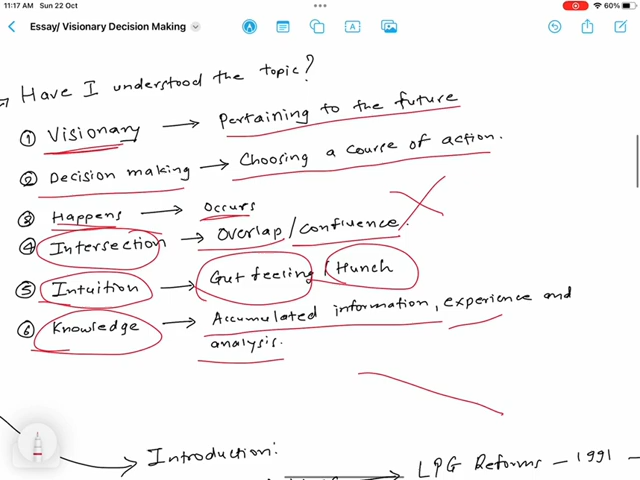 11:17 AM Sun 22 Oct
60%
Essay/ Visionary Decision Making
Have I understood the topic?
① Visionary → Pertaining to the future
② Decision making → Choosing a course of action.
③ Happens → Occurs
④ Intersection → Overlap / confluence.
⑤ Intuition → Gut feeling / Hunch
⑥ Knowledge → Accumulated information, experience and
analysis.
Introduction:
LPG Reforms - 1991 -